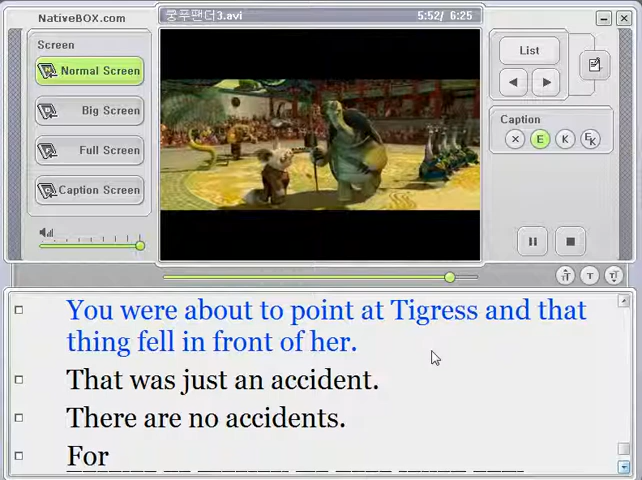 NativeBOX.com
쿵푸팬더3.avi
5:52/ 6:25
Screen
Normal Screen
Big Screen
Full Screen
Caption Screen
List
Caption
X E K EK
T T T
You were about to point at Tigress and that
thing fell in front of her.
That was just an accident.
There are no accidents.
For